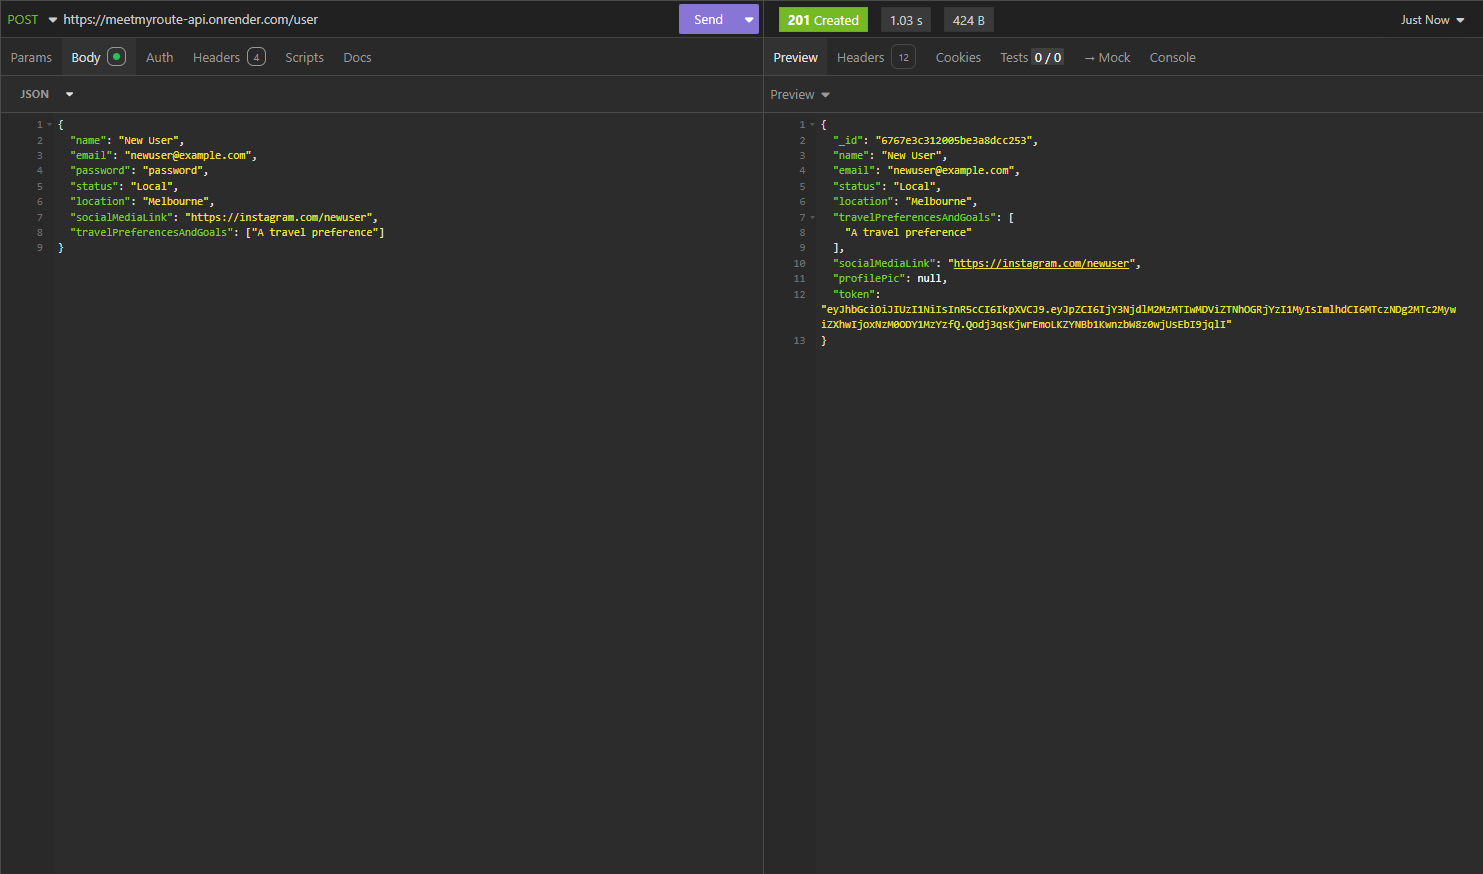 POST https://meetmyroute-api.onrender.com/user Send
201 Created 1.03 s 424 B Just Now
Params Body Auth Headers 4 Scripts Docs
Preview Headers 12 Cookies Tests 0 / 0 → Mock Console
JSON
Preview
1 {
2 "name": "New User",
3 "email": "newuser@example.com",
4 "password": "password",
5 "status": "Local",
6 "location": "Melbourne",
7 "socialMediaLink": "https://instagram.com/newuser",
8 "travelPreferencesAndGoals": ["A travel preference"]
9 }
1 {
2 "_id": "6767e3c312005be3a8dcc253",
3 "name": "New User",
4 "email": "newuser@example.com",
5 "status": "Local",
6 "location": "Melbourne",
7 "travelPreferencesAndGoals": [
8 "A travel preference"
9 ],
10 "socialMediaLink": "https://instagram.com/newuser",
11 "profilePic": null,
12 "token":
"eyJhbGciOiJIUzI1NiIsInR5cCI6IkpXVCJ9.eyJpZCI6IjY3NjdlM2MzMTIwMDViZTNhOGRjYzI1MyIsImlhdCI6MTczNDg2MTc2Myw
iZXhwIjoxNzM0ODY1MzYzfQ.Qodj3qsKjwrEmoLKZYNBb1KwnzbW8z0wjUsEbI9jqlI"
13 }